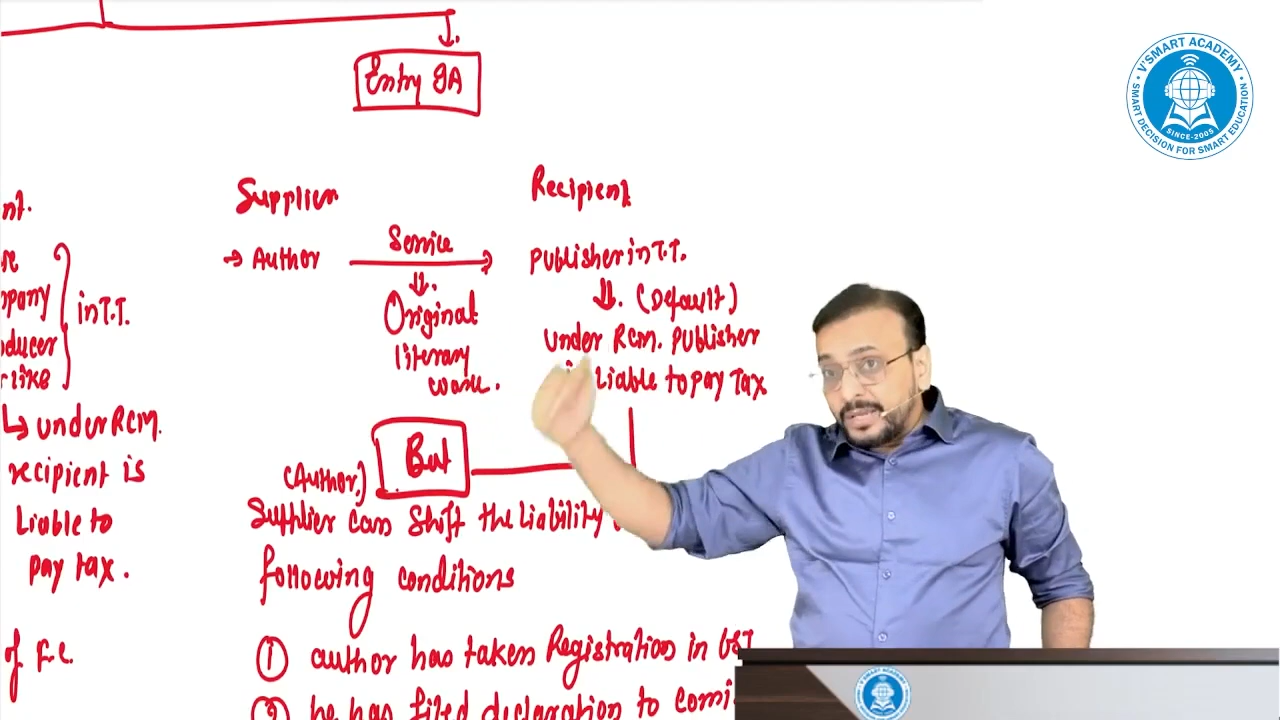 Entry 9A
V'SMART ACADEMY
SMART DECISION FOR SMART EDUCATION
SINCE-2005
Supplier
Recipient
→ Author
Service
Publisher in T.T.
Original
literary
work.
(Default)
under RCM. Publisher
liable to pay Tax
in T.T.
oducer
like
under RCM.
recipient is
Liable to
pay tax.
of F.C.
But
(Author)
Supplier can shift the liability
following conditions
① author has taken Registration in GST
② he has filed declaration to